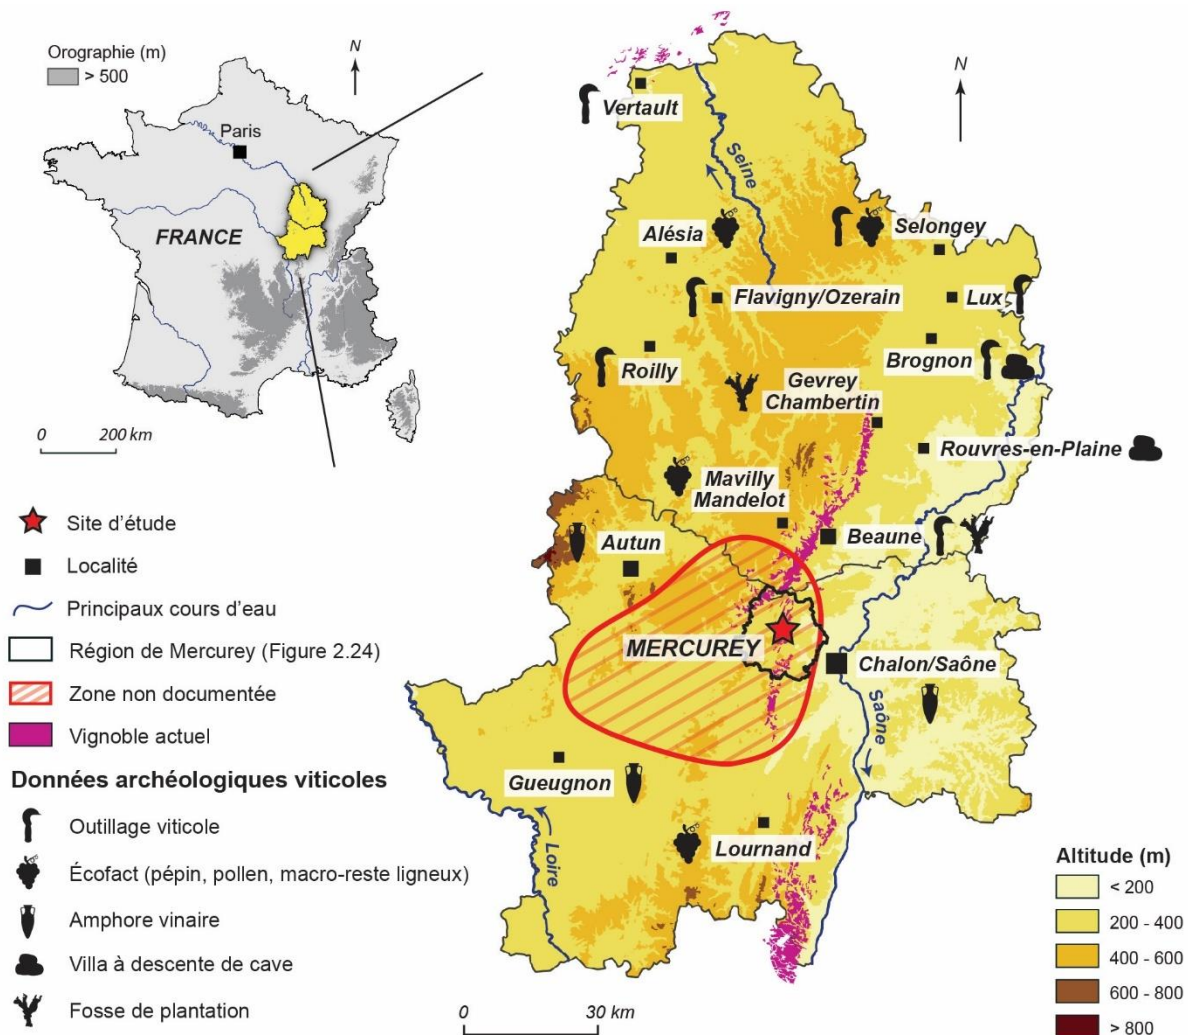 Orographie (m)
> 500
N
Paris
FRANCE
0 200 km
Site d'étude
Localité
Principaux cours d'eau
Région de Mercurey (Figure 2.24)
Zone non documentée
Vignoble actuel
Données archéologiques viticoles
Outillage viticole
Écofact (pépin, pollen, macro-reste ligneux)
Amphore vinaire
Villa à descente de cave
Fosse de plantation
N
Vertault
Seine
Alésia
Selongey
Flavigny/Ozerain
Lux
Roilly
Brognon
Gevrey
Chambertin
Rouvres-en-Plaine
Mavilly
Mandelot
Beaune
Autun
MERCUREY
Chalon/Saône
Saône
Gueugnon
Loire
Lournand
0 30 km
Altitude (m)
< 200
200 - 400
400 - 600
600 - 800
> 800